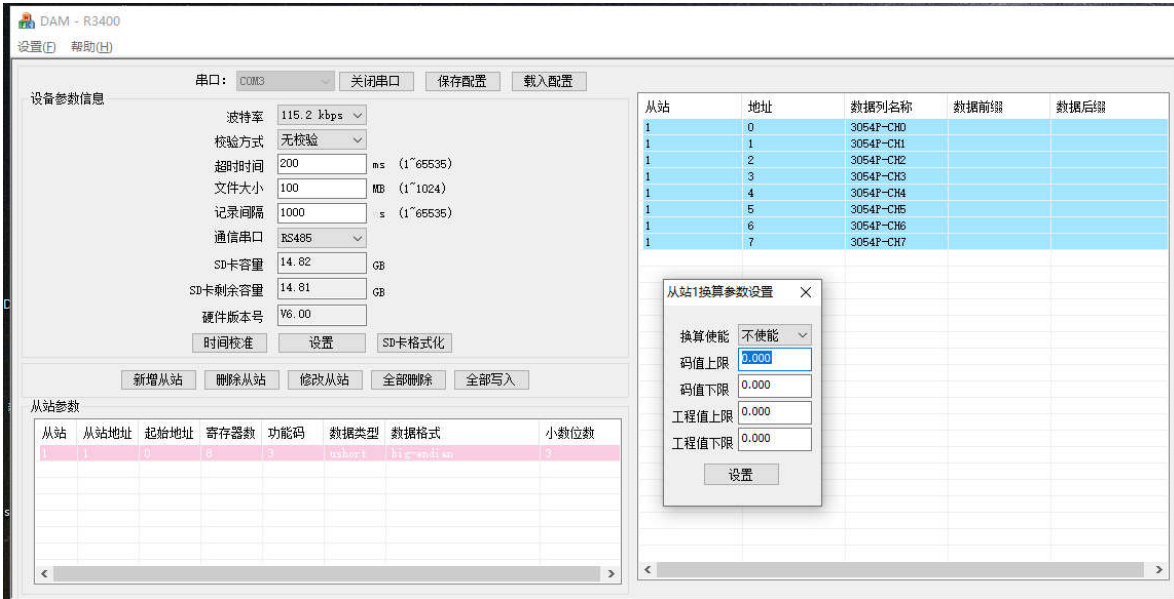 DAM - R3400
设置(F) 帮助(H)
串口: COM3 关闭串口 保存配置 载入配置
设备参数信息
波特率 115.2 kbps
校验方式 无校验
超时时间 200 ms (1~65535)
文件大小 100 MB (1~1024)
记录间隔 1000 s (1~65535)
通信串口 RS485
SD卡容量 14.82 GB
SD卡剩余容量 14.81 GB
硬件版本号 V6.00
时间校准 设置 SD卡格式化
新增从站 删除从站 修改从站 全部删除 全部写入
从站参数
从站 从站地址 起始地址 寄存器数 功能码 数据类型 数据格式 小数位数
1 1 0 8 3 ushort big-endian 3
从站 地址 数据列名称 数据前缀 数据后缀
1 0 3054P-CH0
1 1 3054P-CH1
1 2 3054P-CH2
1 3 3054P-CH3
1 4 3054P-CH4
1 5 3054P-CH5
1 6 3054P-CH6
1 7 3054P-CH7
从站1换算参数设置
换算使能 不使能
码值上限 0.000
码值下限 0.000
工程值上限 0.000
工程值下限 0.000
设置